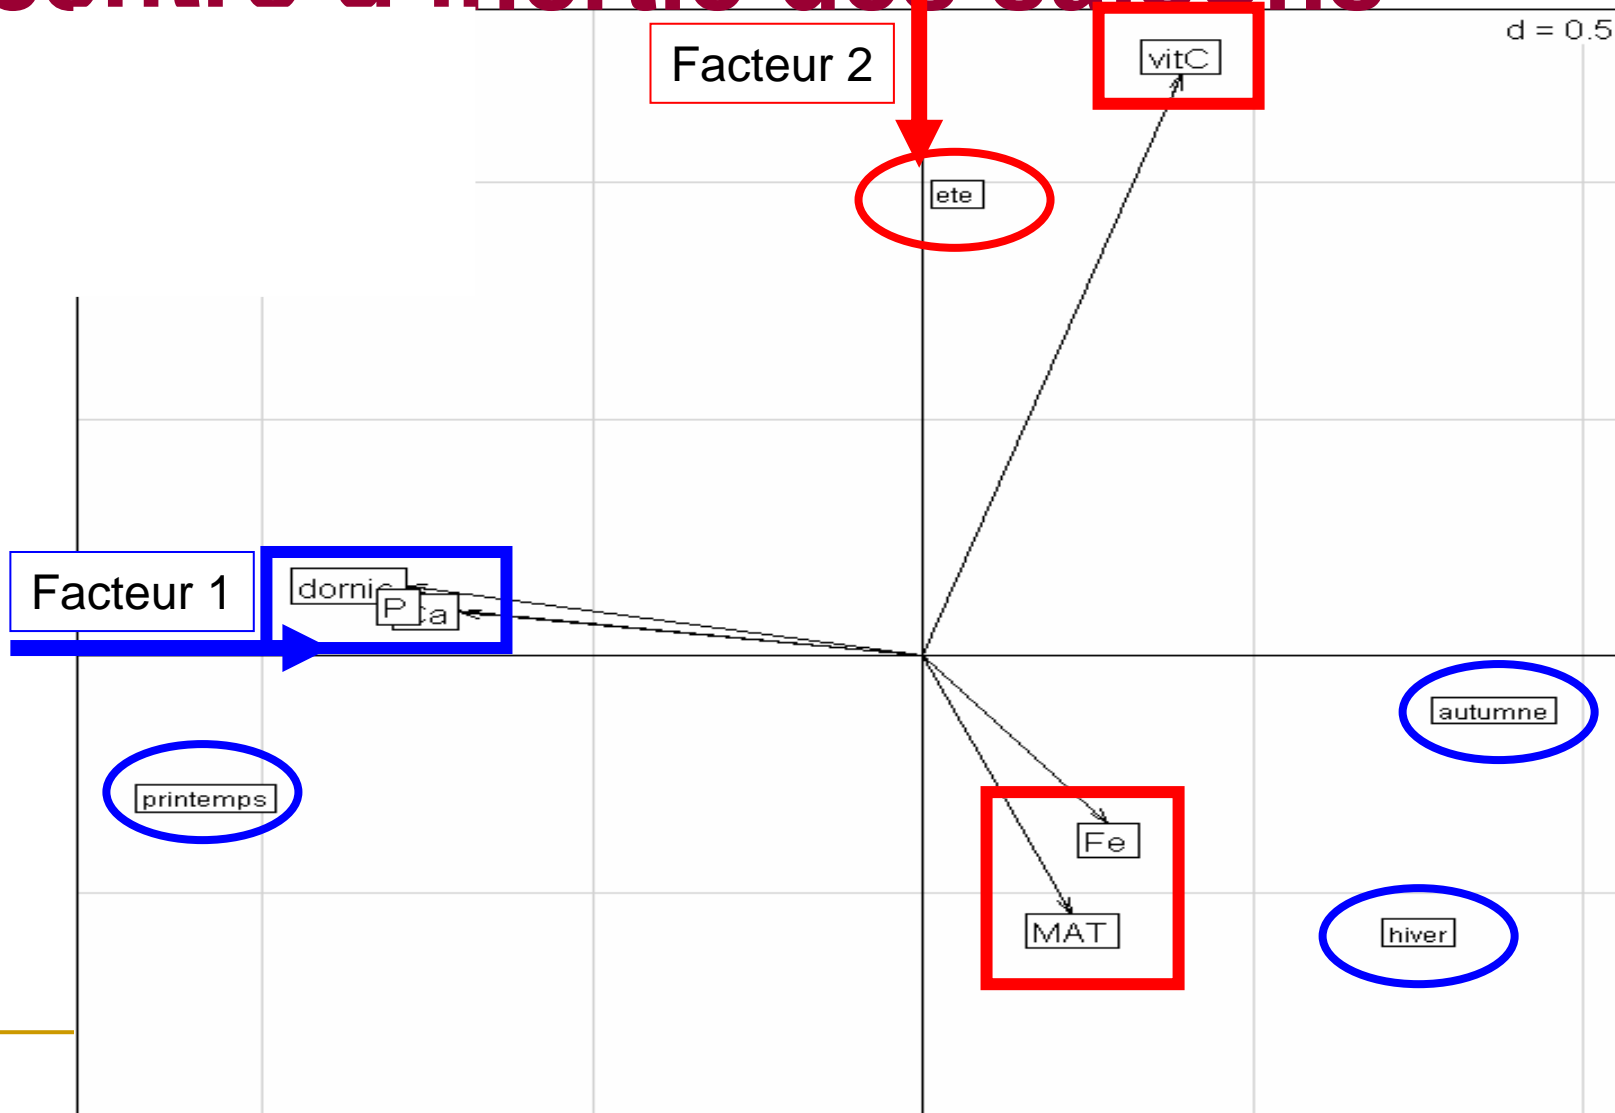 d = 0.5
Facteur 2
vitC
ete
Facteur 1
P
autumne
printemps
Fe
MAT
hiver